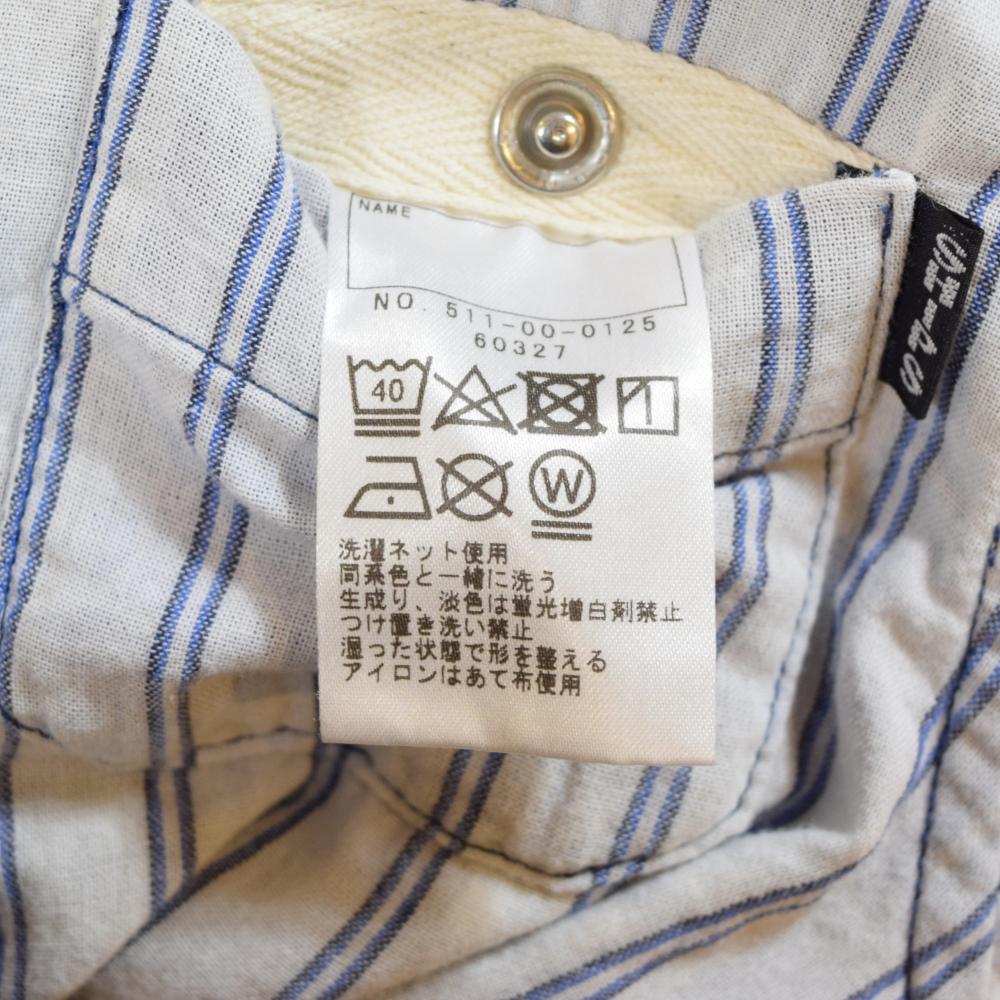 NAME
NO. 511-00-0125
60327
40
W
洗濯ネット使用
同系色と一緒に洗う
生成り、淡色は蛍光増白剤禁止
つけ置き洗い禁止
湿った状態で形を整える
アイロンはあて布使用